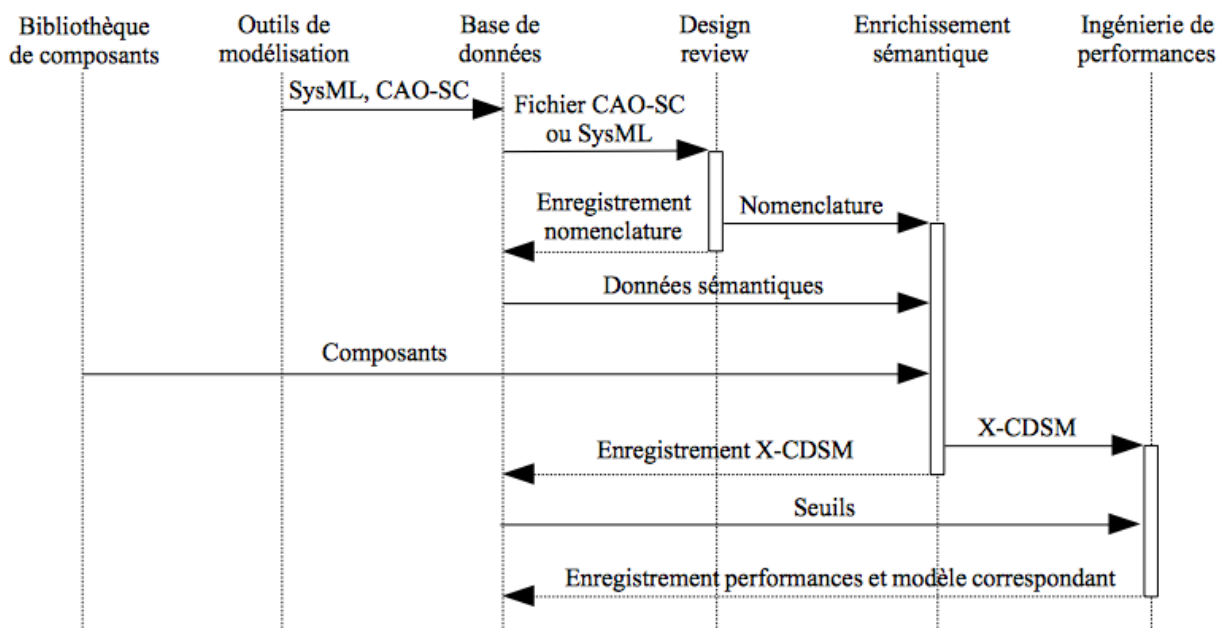 Bibliothèque
de composants
Outils de
modélisation
Base de
données
Design
review
Enrichissement
sémantique
Ingénierie de
performances
SysML, CAO-SC
Fichier CAO-SC
ou SysML
Enregistrement
nomenclature
Nomenclature
Données sémantiques
Composants
X-CDSM
Enregistrement X-CDSM
Seuils
Enregistrement performances et modèle correspondant